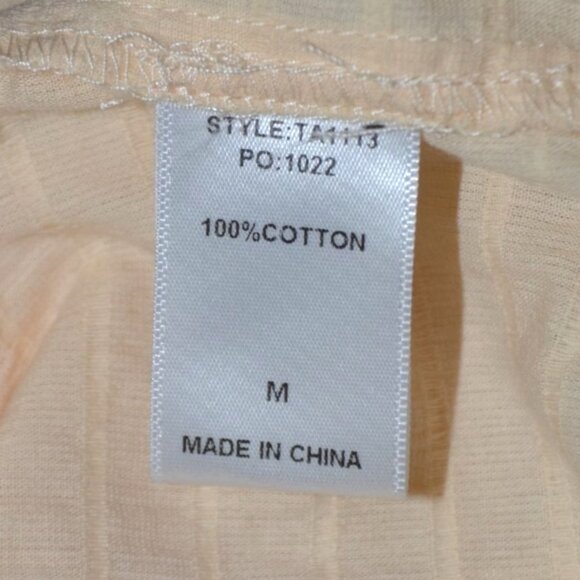 STYLE:TA1113
PO:1022
100%COTTON
M
MADE IN CHINA